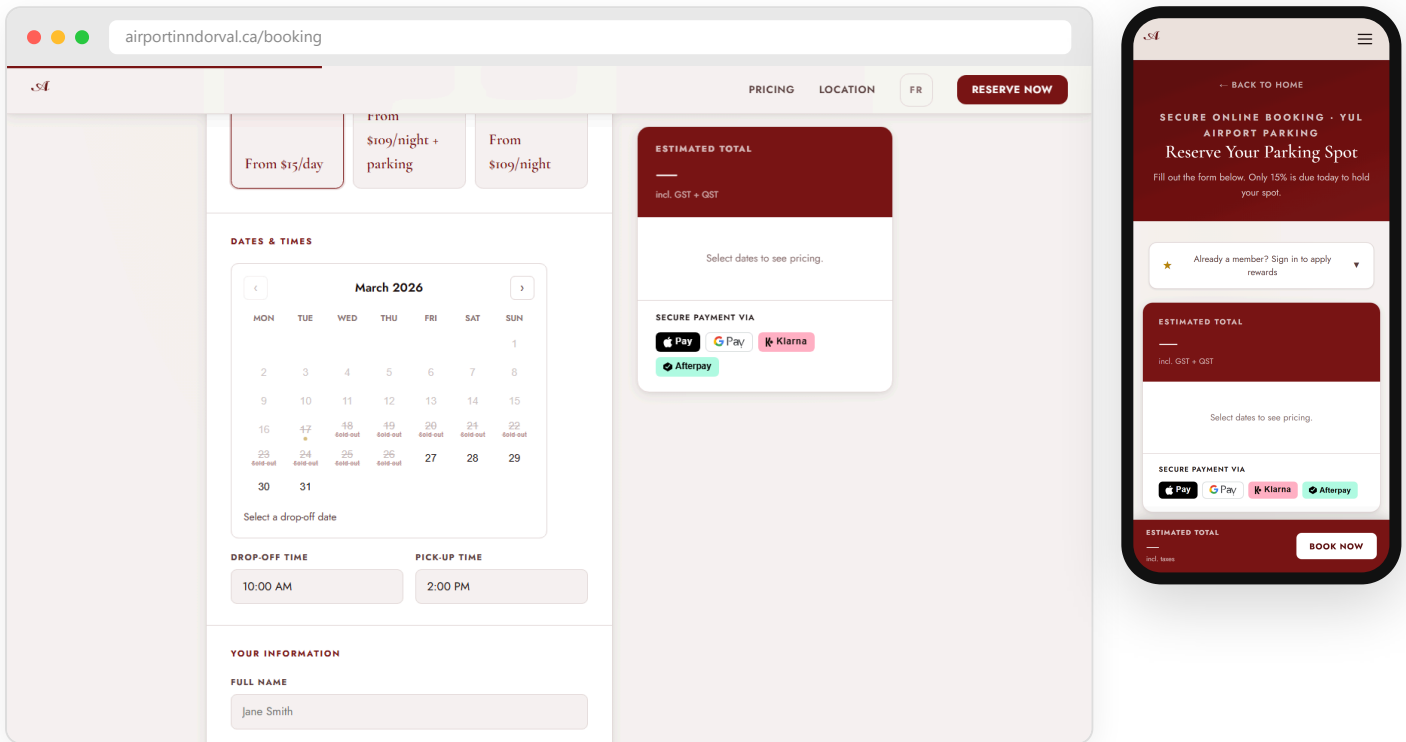 airportinndorval.ca/booking
A
PRICING
LOCATION
FR
RESERVE NOW
From $15/day
From
$109/night +
parking
From
$109/night
DATES & TIMES
‹
March 2026
›
MON TUE WED THU FRI SAT SUN
1
2 3 4 5 6 7 8
9 10 11 12 13 14 15
16 17 18 19 20 21 22
Sold out Sold out Sold out Sold out Sold out
23 24 25 26 27 28 29
Sold out Sold out Sold out Sold out
30 31
Select a drop-off date
DROP-OFF TIME
PICK-UP TIME
10:00 AM
2:00 PM
YOUR INFORMATION
FULL NAME
Jane Smith
ESTIMATED TOTAL
—
incl. GST + QST
Select dates to see pricing.
SECURE PAYMENT VIA
Pay
G Pay
Klarna
Afterpay
A
← BACK TO HOME
SECURE ONLINE BOOKING · YUL
AIRPORT PARKING
Reserve Your Parking Spot
Fill out the form below. Only 15% is due today to hold
your spot.
★ Already a member? Sign in to apply ▼
rewards
ESTIMATED TOTAL
—
incl. GST + QST
Select dates to see pricing.
SECURE PAYMENT VIA
Pay
G Pay
Klarna
Afterpay
ESTIMATED TOTAL
—
incl. taxes
BOOK NOW